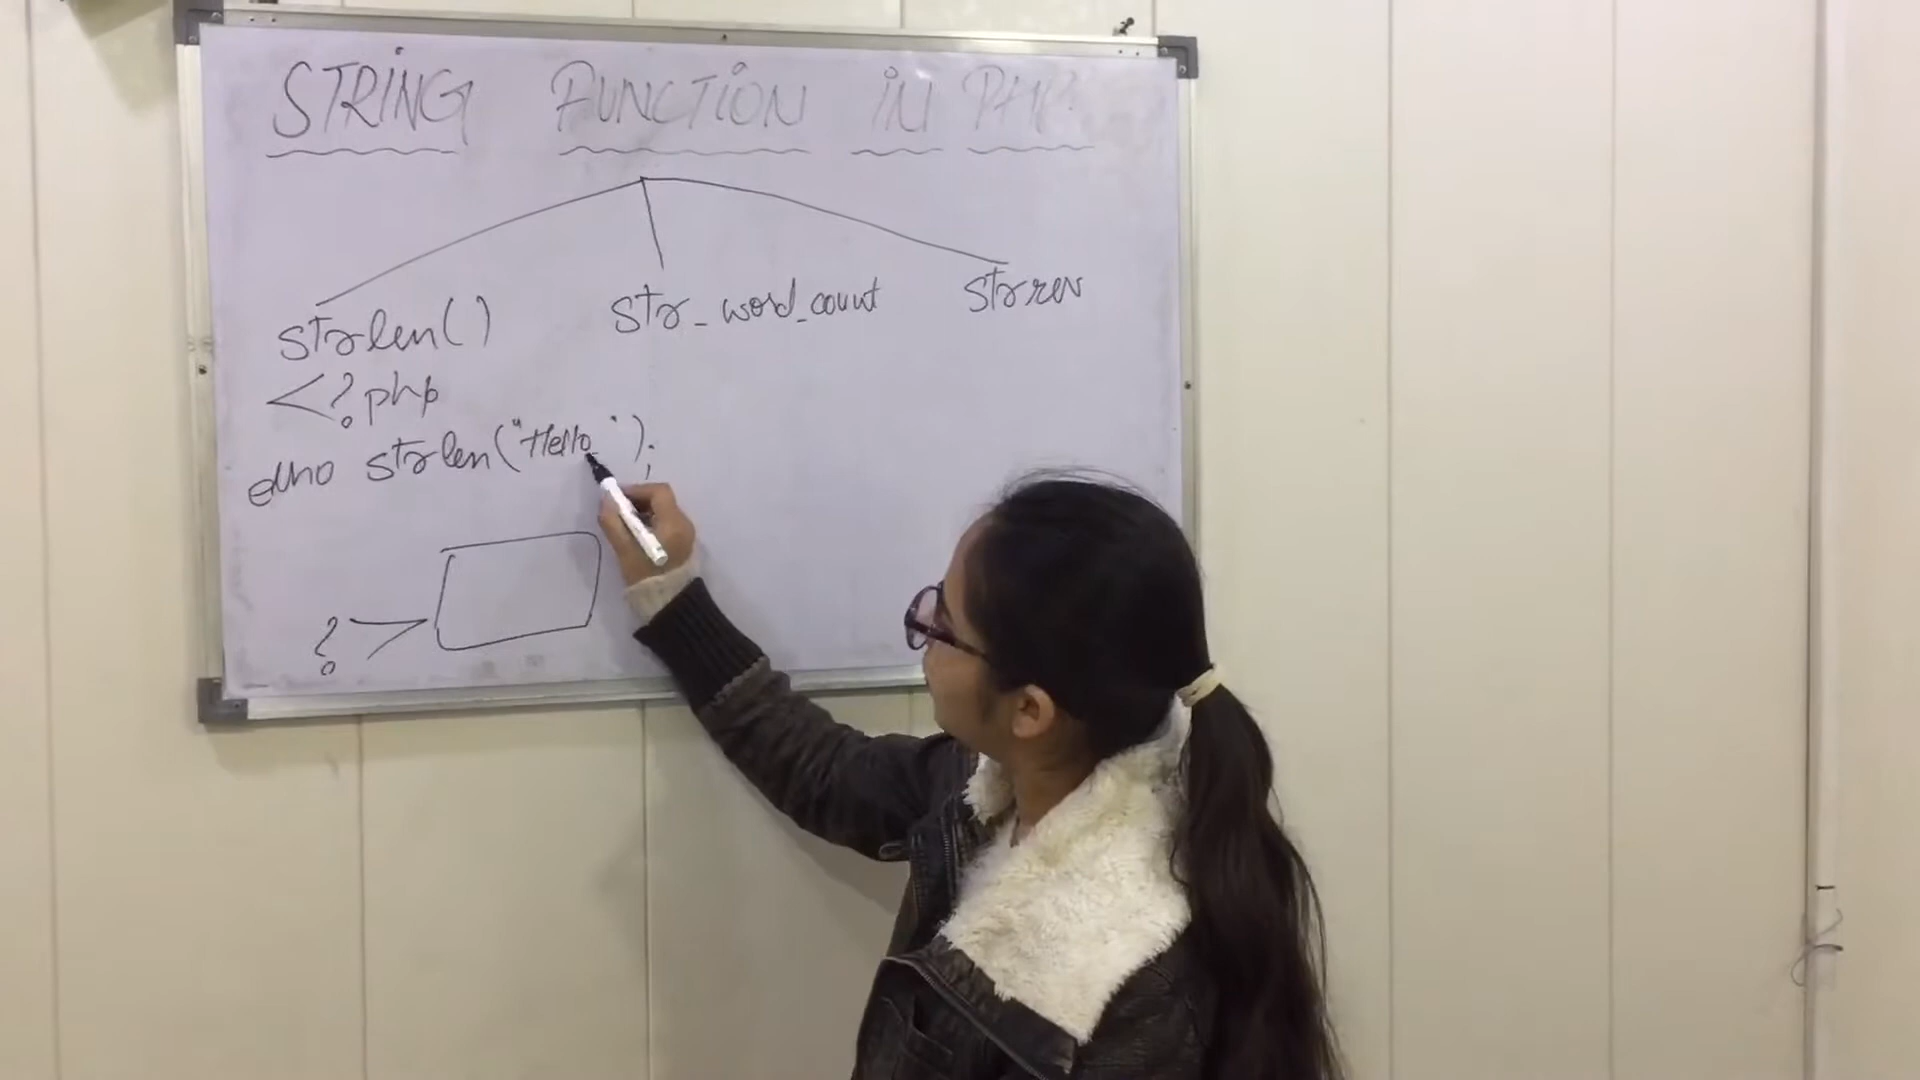 STRING FUNCTION IN PHP
strlen() str_word_count strrev
<?php
echo strlen("Hello ");
?>